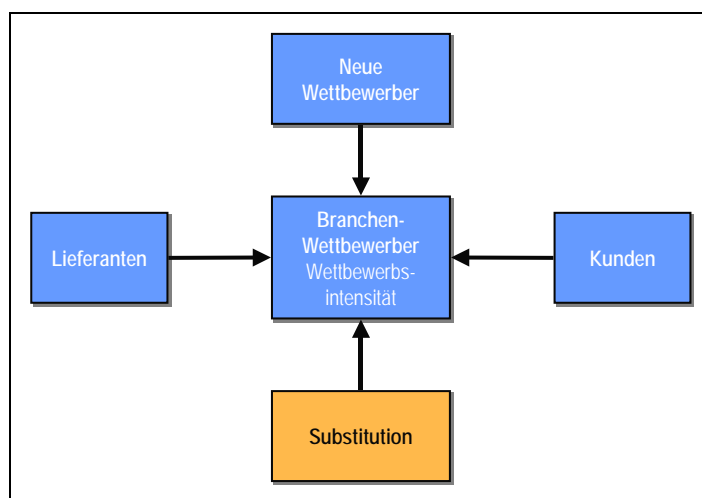 Neue
Wettbewerber
Lieferanten
Branchen-
Wettbewerber
Wettbewerbs-
intensität
Kunden
Substitution